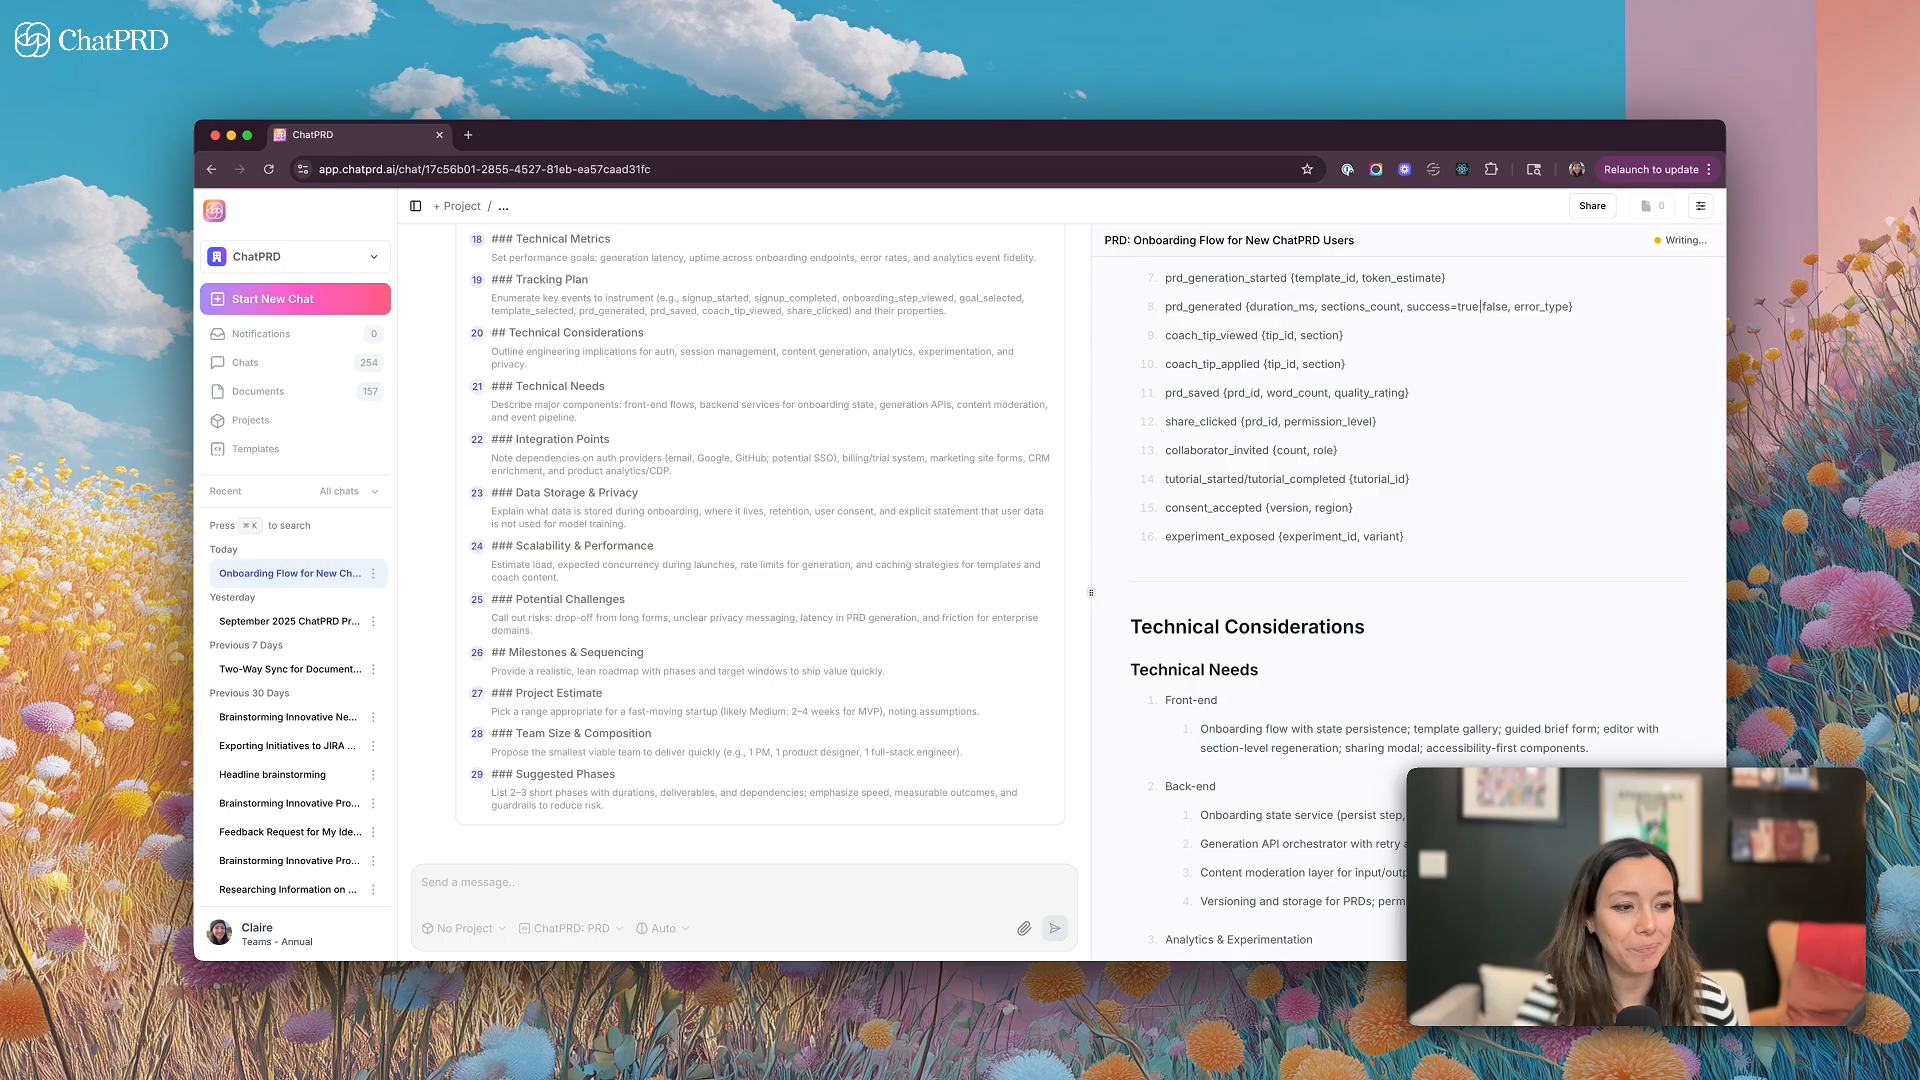 ChatPRD
ChatPRD
app.chatprd.ai/chat/17c56b01-2855-4527-81eb-ea57caad31fc
Relaunch to update
ChatPRD
Start New Chat
Notifications
0
Chats
254
Documents
157
Projects
Templates
Recent
All chats
Press ⌘ K to search
Today
Onboarding Flow for New Ch...
Yesterday
September 2025 ChatPRD Pr...
Previous 7 Days
Two-Way Sync for Document...
Previous 30 Days
Brainstorming Innovative Ne...
Exporting Initiatives to JIRA ...
Headline brainstorming
Brainstorming Innovative Pro...
Feedback Request for My Ide...
Brainstorming Innovative Pro...
Researching Information on ...
Claire
Teams - Annual
+ Project / ...
Share
0
18 ### Technical Metrics
Set performance goals: generation latency, uptime across onboarding endpoints, error rates, and analytics event fidelity.
19 ### Tracking Plan
Enumerate key events to instrument (e.g., signup_started, signup_completed, onboarding_step_viewed, goal_selected,
template_selected, prd_generated, prd_saved, coach_tip_viewed, share_clicked) and their properties.
20 ## Technical Considerations
Outline engineering implications for auth, session management, content generation, analytics, experimentation, and
privacy.
21 ### Technical Needs
Describe major components: front-end flows, backend services for onboarding state, generation APIs, content moderation,
and event pipeline.
22 ### Integration Points
Note dependencies on auth providers (email, Google, GitHub; potential SSO), billing/trial system, marketing site forms, CRM
enrichment, and product analytics/CDP.
23 ### Data Storage & Privacy
Explain what data is stored during onboarding, where it lives, retention, user consent, and explicit statement that user data
is not used for model training.
24 ### Scalability & Performance
Estimate load, expected concurrency during launches, rate limits for generation, and caching strategies for templates and
coach content.
25 ### Potential Challenges
Call out risks: drop-off from long forms, unclear privacy messaging, latency in PRD generation, and friction for enterprise
domains.
26 ## Milestones & Sequencing
Provide a realistic, lean roadmap with phases and target windows to ship value quickly.
27 ### Project Estimate
Pick a range appropriate for a fast-moving startup (likely Medium: 2–4 weeks for MVP), noting assumptions.
28 ### Team Size & Composition
Propose the smallest viable team to deliver quickly (e.g., 1 PM, 1 product designer, 1 full-stack engineer).
29 ### Suggested Phases
List 2–3 short phases with durations, deliverables, and dependencies; emphasize speed, measurable outcomes, and
guardrails to reduce risk.
Send a message..
No Project
ChatPRD: PRD
Auto
PRD: Onboarding Flow for New ChatPRD Users
Writing...
7. prd_generation_started {template_id, token_estimate}
8. prd_generated {duration_ms, sections_count, success=true|false, error_type}
9. coach_tip_viewed {tip_id, section}
10. coach_tip_applied {tip_id, section}
11. prd_saved {prd_id, word_count, quality_rating}
12. share_clicked {prd_id, permission_level}
13. collaborator_invited {count, role}
14. tutorial_started/tutorial_completed {tutorial_id}
15. consent_accepted {version, region}
16. experiment_exposed {experiment_id, variant}
Technical Considerations
Technical Needs
1. Front-end
1. Onboarding flow with state persistence; template gallery; guided brief form; editor with
section-level regeneration; sharing modal; accessibility-first components.
2. Back-end
1. Onboarding state service (persist step,
2. Generation API orchestrator with retry
3. Content moderation layer for input/outp
4. Versioning and storage for PRDs; perm
3. Analytics & Experimentation